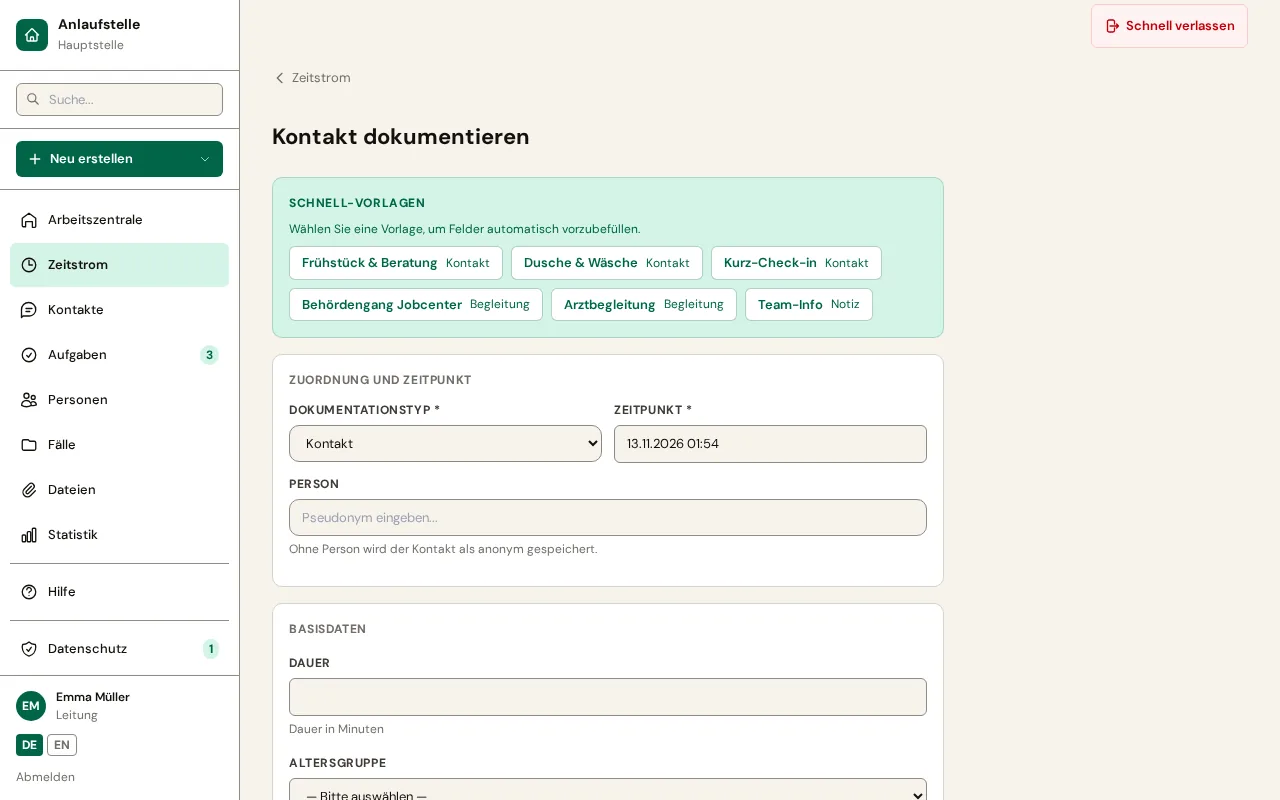 Anlaufstelle
Hauptstelle
Suche...
Neu erstellen
Arbeitszentrale
Zeitstrom
Kontakte
Aufgaben 3
Personen
Fälle
Dateien
Statistik
Hilfe
Datenschutz 1
EM Emma Müller
Leitung
DE EN
Abmelden
Schnell verlassen
Zeitstrom
Kontakt dokumentieren
SCHNELL-VORLAGEN
Wählen Sie eine Vorlage, um Felder automatisch vorzubefüllen.
Frühstück & Beratung Kontakt Dusche & Wäsche Kontakt Kurz-Check-in Kontakt
Behördengang Jobcenter Begleitung Arztbegleitung Begleitung Team-Info Notiz
ZUORDNUNG UND ZEITPUNKT
DOKUMENTATIONSTYP * ZEITPUNKT *
Kontakt 13.11.2026 01:54
PERSON
Pseudonym eingeben...
Ohne Person wird der Kontakt als anonym gespeichert.
BASISDATEN
DAUER
Dauer in Minuten
ALTERSGRUPPE
— Bitte auswählen —